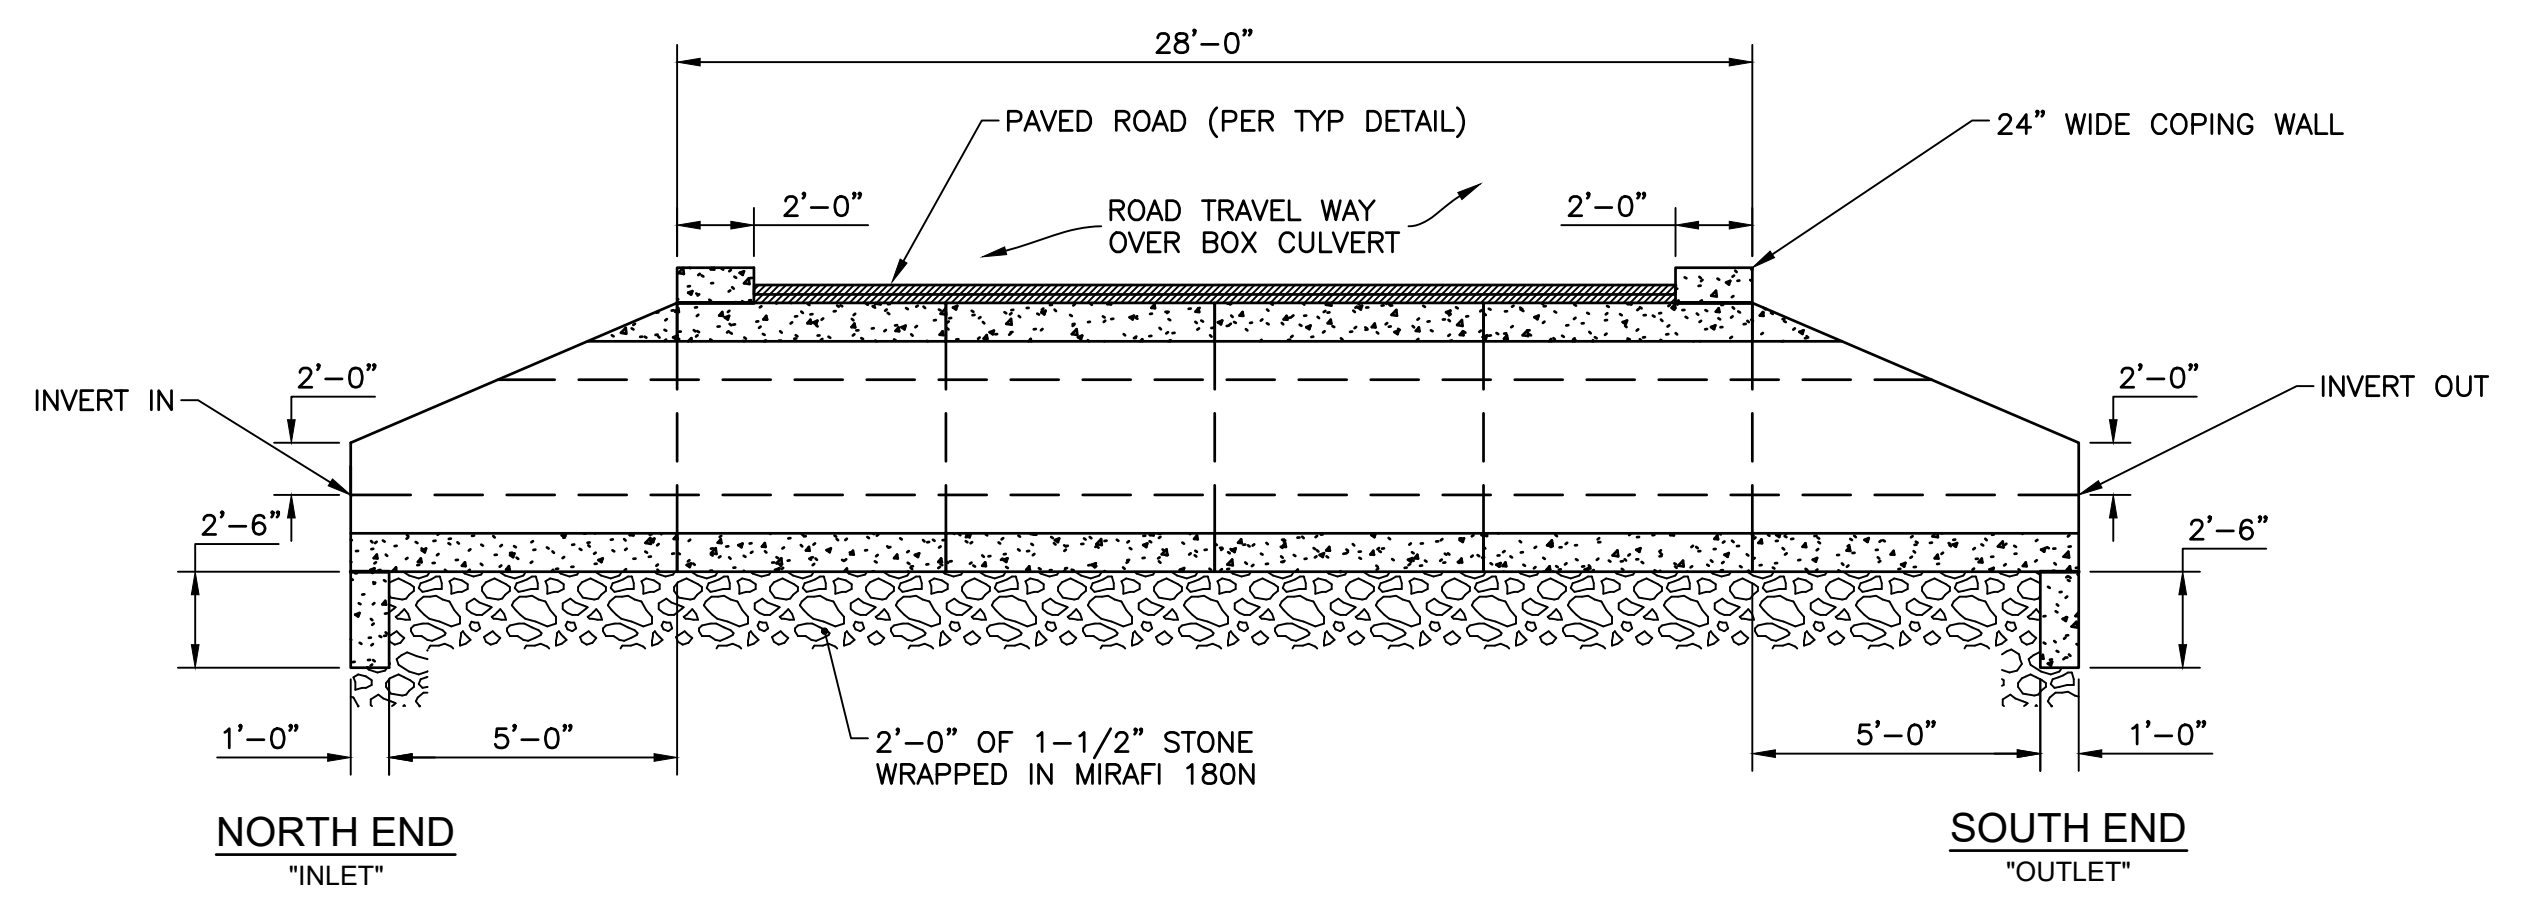 28'-0"
PAVED ROAD (PER TYP DETAIL)
24" WIDE COPING WALL
2'-0"
ROAD TRAVEL WAY
OVER BOX CULVERT
2'-0"
INVERT IN
2'-0"
2'-0"
INVERT OUT
2'-6"
2'-6"
1'-0"
5'-0"
2'-0" OF 1-1/2" STONE
WRAPPED IN MIRAFI 180N
5'-0"
1'-0"
NORTH END
"INLET"
SOUTH END
"OUTLET"